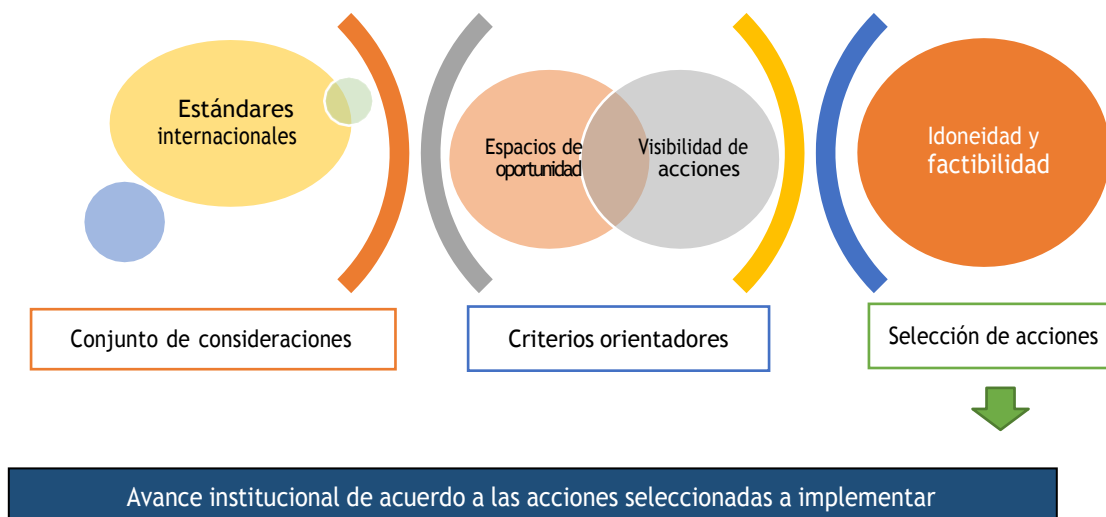 Estándares
internacionales
Espacios de
oportunidad
Visibilidad de
acciones
Idoneidad y
factibilidad
Conjunto de consideraciones
Criterios orientadores
Selección de acciones
Avance institucional de acuerdo a las acciones seleccionadas a implementar